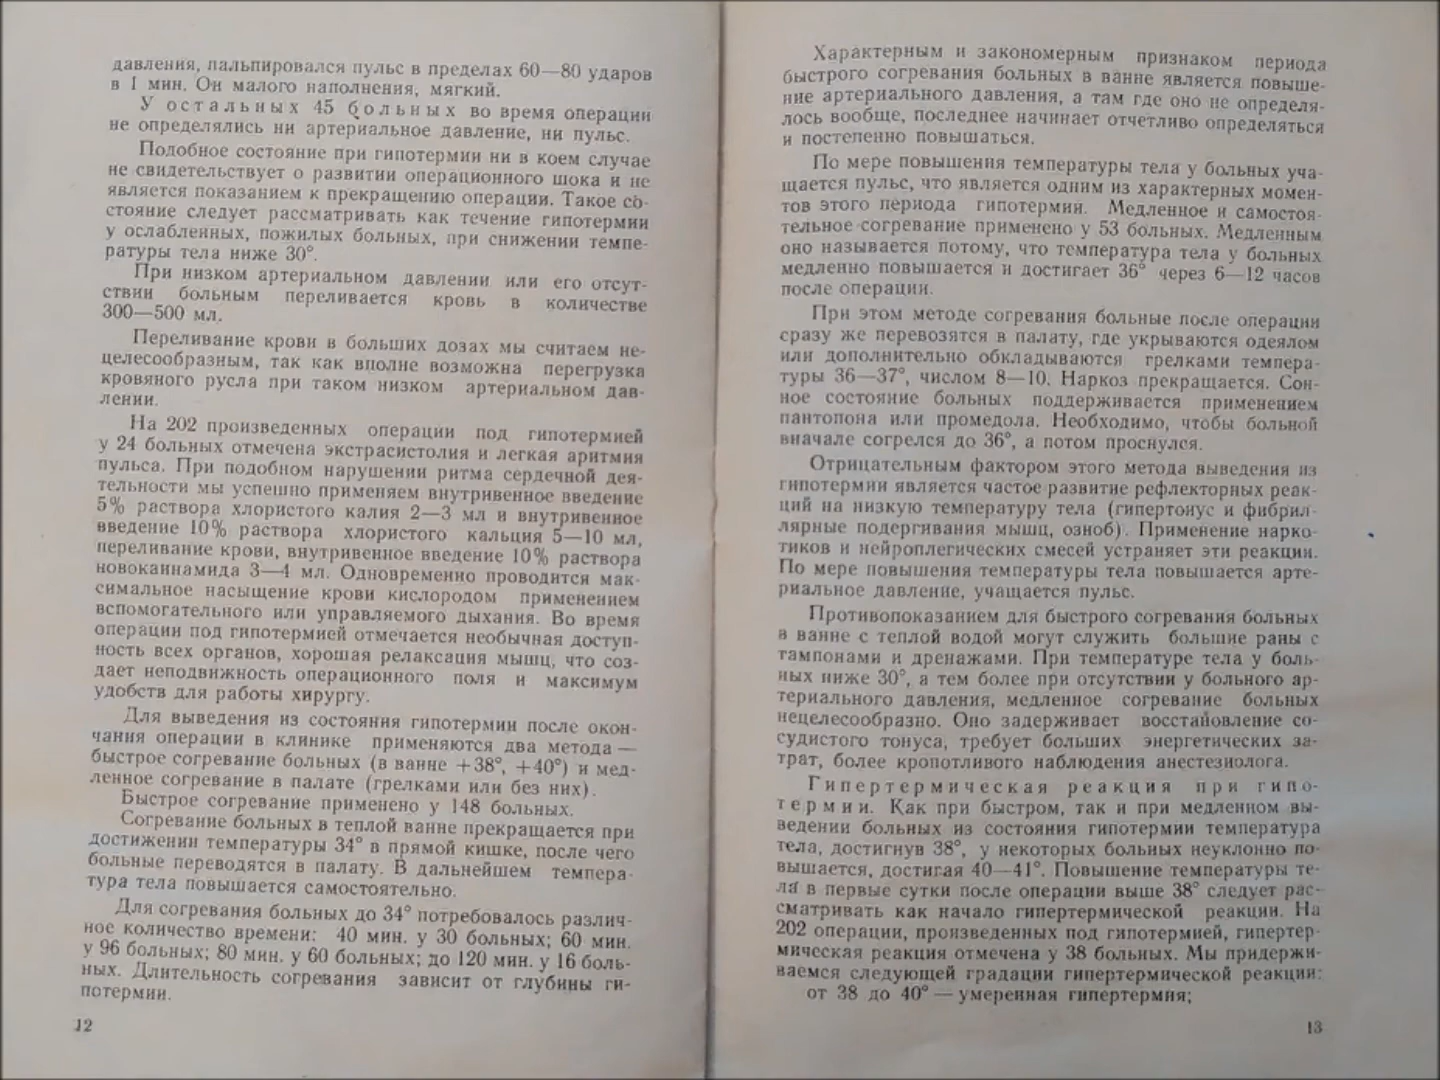 давления, пальпировался пульс в пределах 60—80 ударов
в 1 мин. Он малого наполнения, мягкий.
У остальных 45 больных во время операции
не определялись ни артериальное давление, ни пульс.
Подобное состояние при гипотермии ни в коем случае
не свидетельствует о развитии операционного шока и не
является показанием к прекращению операции. Такое со-
стояние следует рассматривать как течение гипотермии
у ослабленных, пожилых больных, при снижении темпе-
ратуры тела ниже 30°.
При низком артериальном давлении или его отсут-
ствии больным переливается кровь в количестве
300—500 мл.
Переливание крови в больших дозах мы считаем не-
целесообразным, так как вполне возможна перегрузка
кровяного русла при таком низком артериальном дав-
лении.
На 202 произведенных операции под гипотермией
у 24 больных отмечена экстрасистолия и легкая аритмия
пульса. При подобном нарушении ритма сердечной дея-
тельности мы успешно применяем внутривенное введение
5% раствора хлористого калия 2—3 мл и внутривенное
введение 10% раствора хлористого кальция 5—10 мл,
переливание крови, внутривенное введение 10% раствора
новокаинамида 3—4 мл. Одновременно проводится мак-
симальное насыщение крови кислородом применением
вспомогательного или управляемого дыхания. Во время
операции под гипотермией отмечается необычная доступ-
ность всех органов, хорошая релаксация мышц, что соз-
дает неподвижность операционного поля и максимум
удобств для работы хирургу.
Для выведения из состояния гипотермии после окон-
чания операции в клинике применяются два метода —
быстрое согревание больных (в ванне +38°, +40°) и мед-
ленное согревание в палате (грелками или без них).
Быстрое согревание применено у 148 больных.
Согревание больных в теплой ванне прекращается при
достижении температуры 34° в прямой кишке, после чего
больные переводятся в палату. В дальнейшем темпера-
тура тела повышается самостоятельно.
Для согревания больных до 34° потребовалось различ-
ное количество времени: 40 мин. у 30 больных; 60 мин.
у 96 больных; 80 мин. у 60 больных; до 120 мин. у 16 боль-
ных. Длительность согревания зависит от глубины ги-
потермии.
12
Характерным и закономерным признаком периода
быстрого согревания больных в ванне является повыше-
ние артериального давления, а там где оно не определя-
лось вообще, последнее начинает отчетливо определяться
и постепенно повышаться.
По мере повышения температуры тела у больных уча-
щается пульс, что является одним из характерных момен-
тов этого периода гипотермии. Медленное и самостоя-
тельное согревание применено у 53 больных. Медленным
оно называется потому, что температура тела у больных
медленно повышается и достигает 36° через 6—12 часов
после операции.
При этом методе согревания больные после операции
сразу же перевозятся в палату, где укрываются одеялом
или дополнительно обкладываются грелками темпера-
туры 36—37°, числом 8—10. Наркоз прекращается. Сон-
ное состояние больных поддерживается применением
пантопона или промедола. Необходимо, чтобы больной
вначале согрелся до 36°, а потом проснулся.
Отрицательным фактором этого метода выведения из
гипотермии является частое развитие рефлекторных реак-
ций на низкую температуру тела (гипертонус и фибрил-
лярные подергивания мышц, озноб). Применение нарко-
тиков и нейроплегических смесей устраняет эти реакции.
По мере повышения температуры тела повышается арте-
риальное давление, учащается пульс.
Противопоказанием для быстрого согревания больных
в ванне с теплой водой могут служить большие раны с
тампонами и дренажами. При температуре тела у боль-
ных ниже 30°, а тем более при отсутствии у больного ар-
териального давления, медленное согревание больных
нецелесообразно. Оно задерживает восстановление со-
судистого тонуса, требует больших энергетических за-
трат, более кропотливого наблюдения анестезиолога.
Гипертермическая реакция при гипо-
термии. Как при быстром, так и при медленном вы-
ведении больных из состояния гипотермии температура
тела, достигнув 38°, у некоторых больных неуклонно по-
вышается, достигая 40—41°. Повышение температуры те-
ла в первые сутки после операции выше 38° следует рас-
сматривать как начало гипертермической реакции. На
202 операции, произведенных под гипотермией, гипертер-
мическая реакция отмечена у 38 больных. Мы придержи-
ваемся следующей градации гипертермической реакции:
от 38 до 40° — умеренная гипертермия;
13